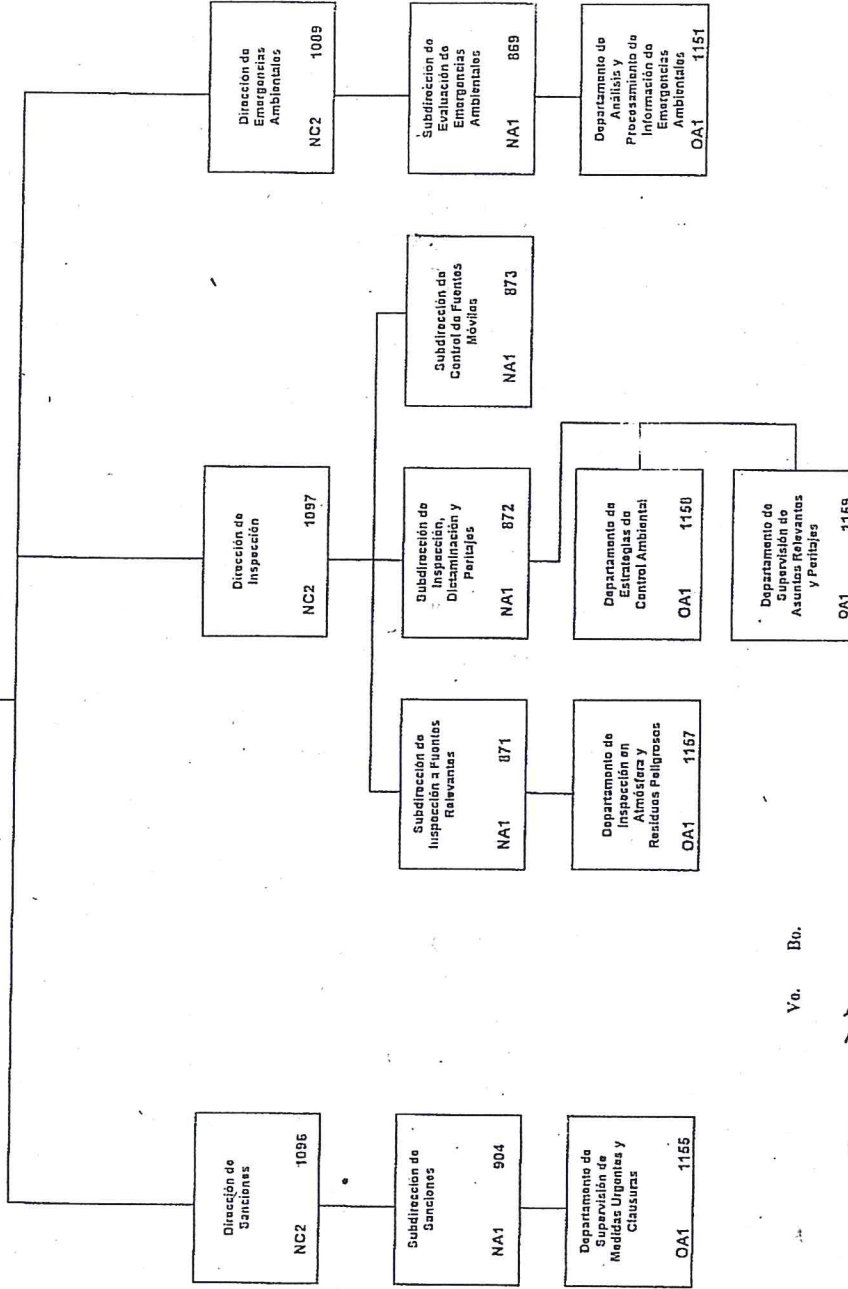 Dirección de
Sanciones
NC2 1096
Subdirección de
Sanciones
NA1 904
Departamento de
Supervisión de
Medidas Urgentes y
Clausuras
OA1 1155
Dirección de
Inspección
NC2 1097
Subdirección de
Inspección a Fuentes
Relevantes
NA1 871
Departamento de
Inspección en
Atmósfera y
Residuos Peligrosos
OA1 1157
Subdirección de
Inspección,
Dictaminación y
Peritajes
NA1 872
Departamento de
Estrategias de
Control Ambiental
OA1 1158
Departamento de
Supervisión de
Asuntos Relevantes
y Peritajes
OA1 1159
Subdirección de
Control de Fuentes
Móviles
NA1 873
Dirección de
Emergencias
Ambientales
NC2 1089
Subdirección de
Evaluación de
Emergencias
Ambientales
NA1 869
Departamento de
Análisis y
Procesamiento de
Información de
Emergencias
Ambientales
OA1 1151
Vo. Bo.